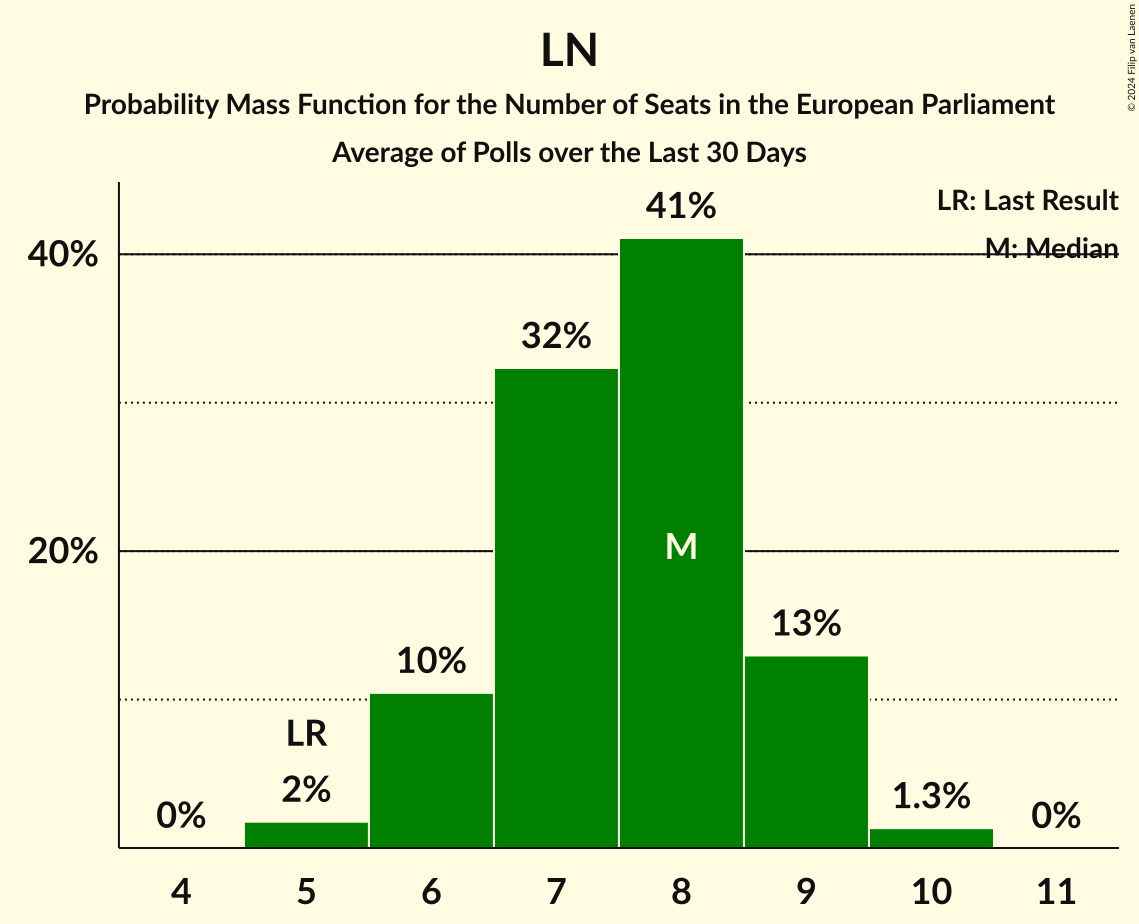 LN
Probability Mass Function for the Number of Seats in the European Parliament
Average of Polls over the Last 30 Days
© 2024 Filip van Laenen
LR: Last Result
M: Median
40%
20%
0%
LR
2%
10%
32%
41%
M
13%
1.3%
0%
4 5 6 7 8 9 10 11